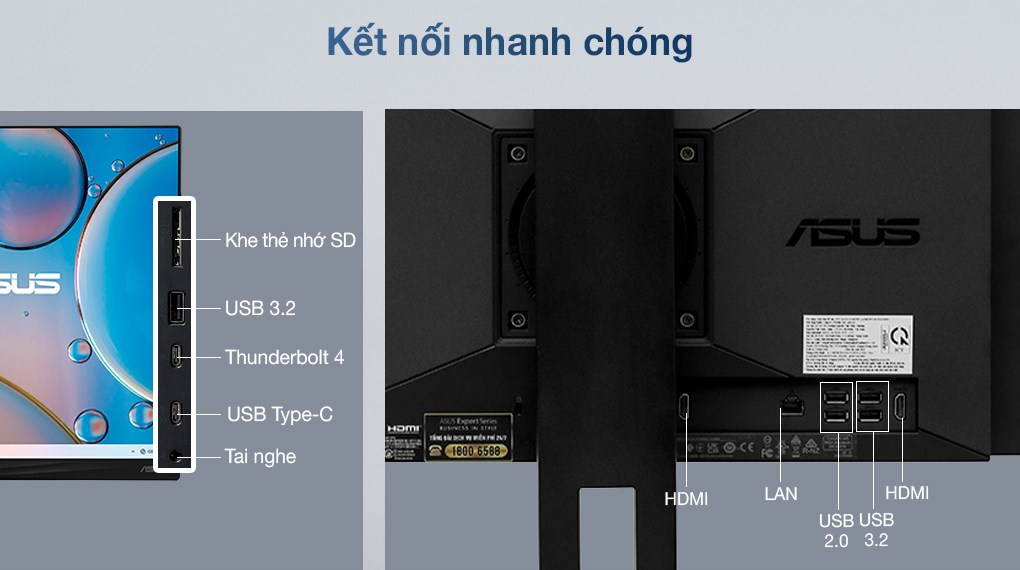 Kết nối nhanh chóng
SUS
Khe thẻ nhớ SD
USB 3.2
Thunderbolt 4
USB Type-C
Tai nghe
ASUS
HDMI
ASUS Expert Series
BUSINESS IN STYLE
TỔNG ĐÀI DỊCH VỤ MIỄN PHÍ 24/7
1800 6588
HDMI
LAN
USB 2.0
USB 3.2
HDMI